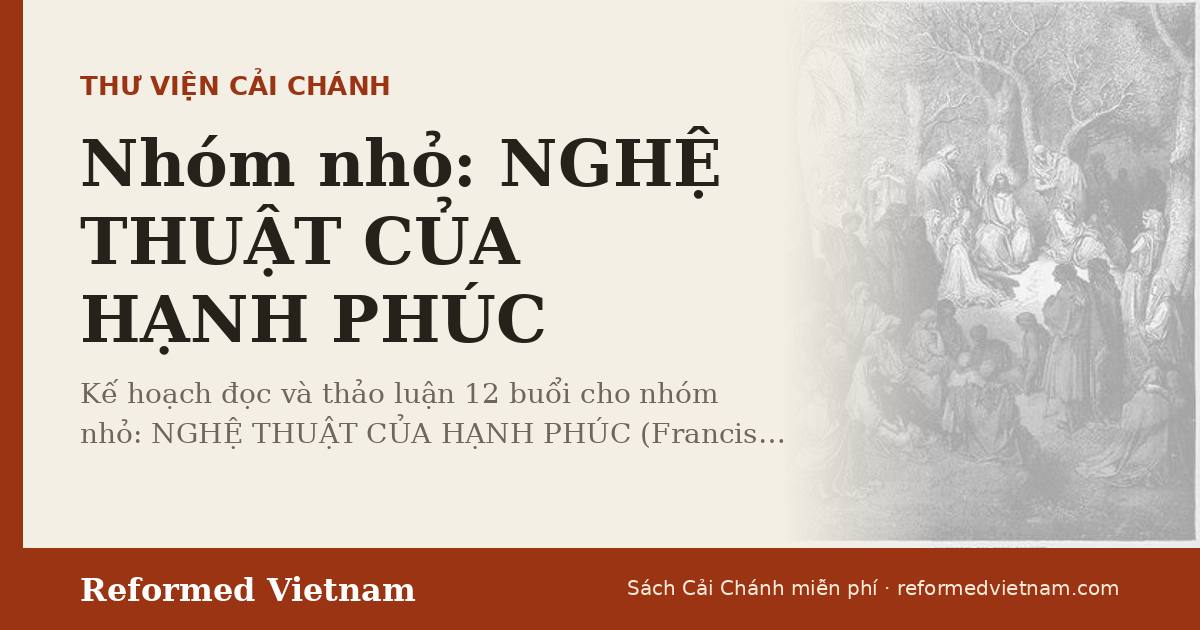 THƯ VIỆN CẢI CHÁNH
Nhóm nhỏ: NGHỆ
THUẬT CỦA
HẠNH PHÚC
Kế hoạch đọc và thảo luận 12 buổi cho nhóm
nhỏ: NGHỆ THUẬT CỦA HẠNH PHÚC (Francis...
Reformed Vietnam
Sách Cải Chánh miễn phí · reformedvietnam.com